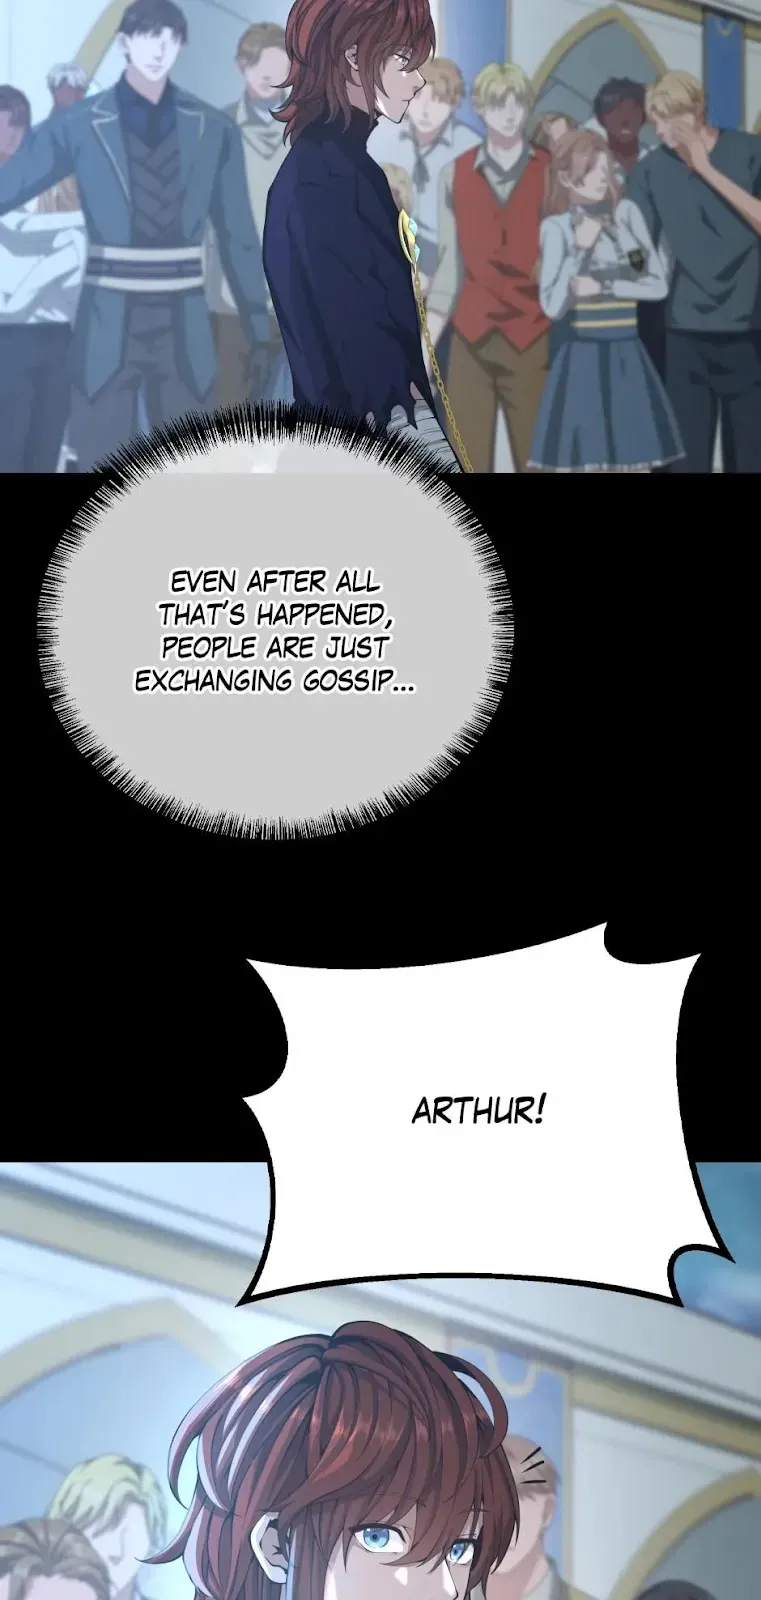 EVEN AFTER ALL
THAT'S HAPPENED,
PEOPLE ARE JUST
EXCHANGING GOSSIP...
ARTHUR!